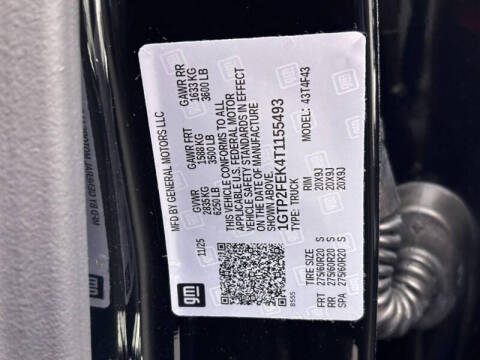 MFD BY GENERAL MOTORS LLC
GVWR GAWR FRT GAWR RR
2835 KG 1588 KG 1633 KG
6250 LB 3500 LB 3600 LB
THIS VEHICLE CONFORMS TO ALL
APPLICABLE U.S. FEDERAL MOTOR
VEHICLE SAFETY STANDARDS IN EFFECT
ON THE DATE OF MANUFACTURE
SHOWN ABOVE.
1GTP2FEK4T1155493
TYPE: TRUCK MODEL: 43T4F43
11/25
gm
B5S5
TIRE SIZE RIM
FRT 275/60R20 S 20X9J
RR 275/60R20 S 20X9J
SPA 275/60R20 S 20X9J
gm